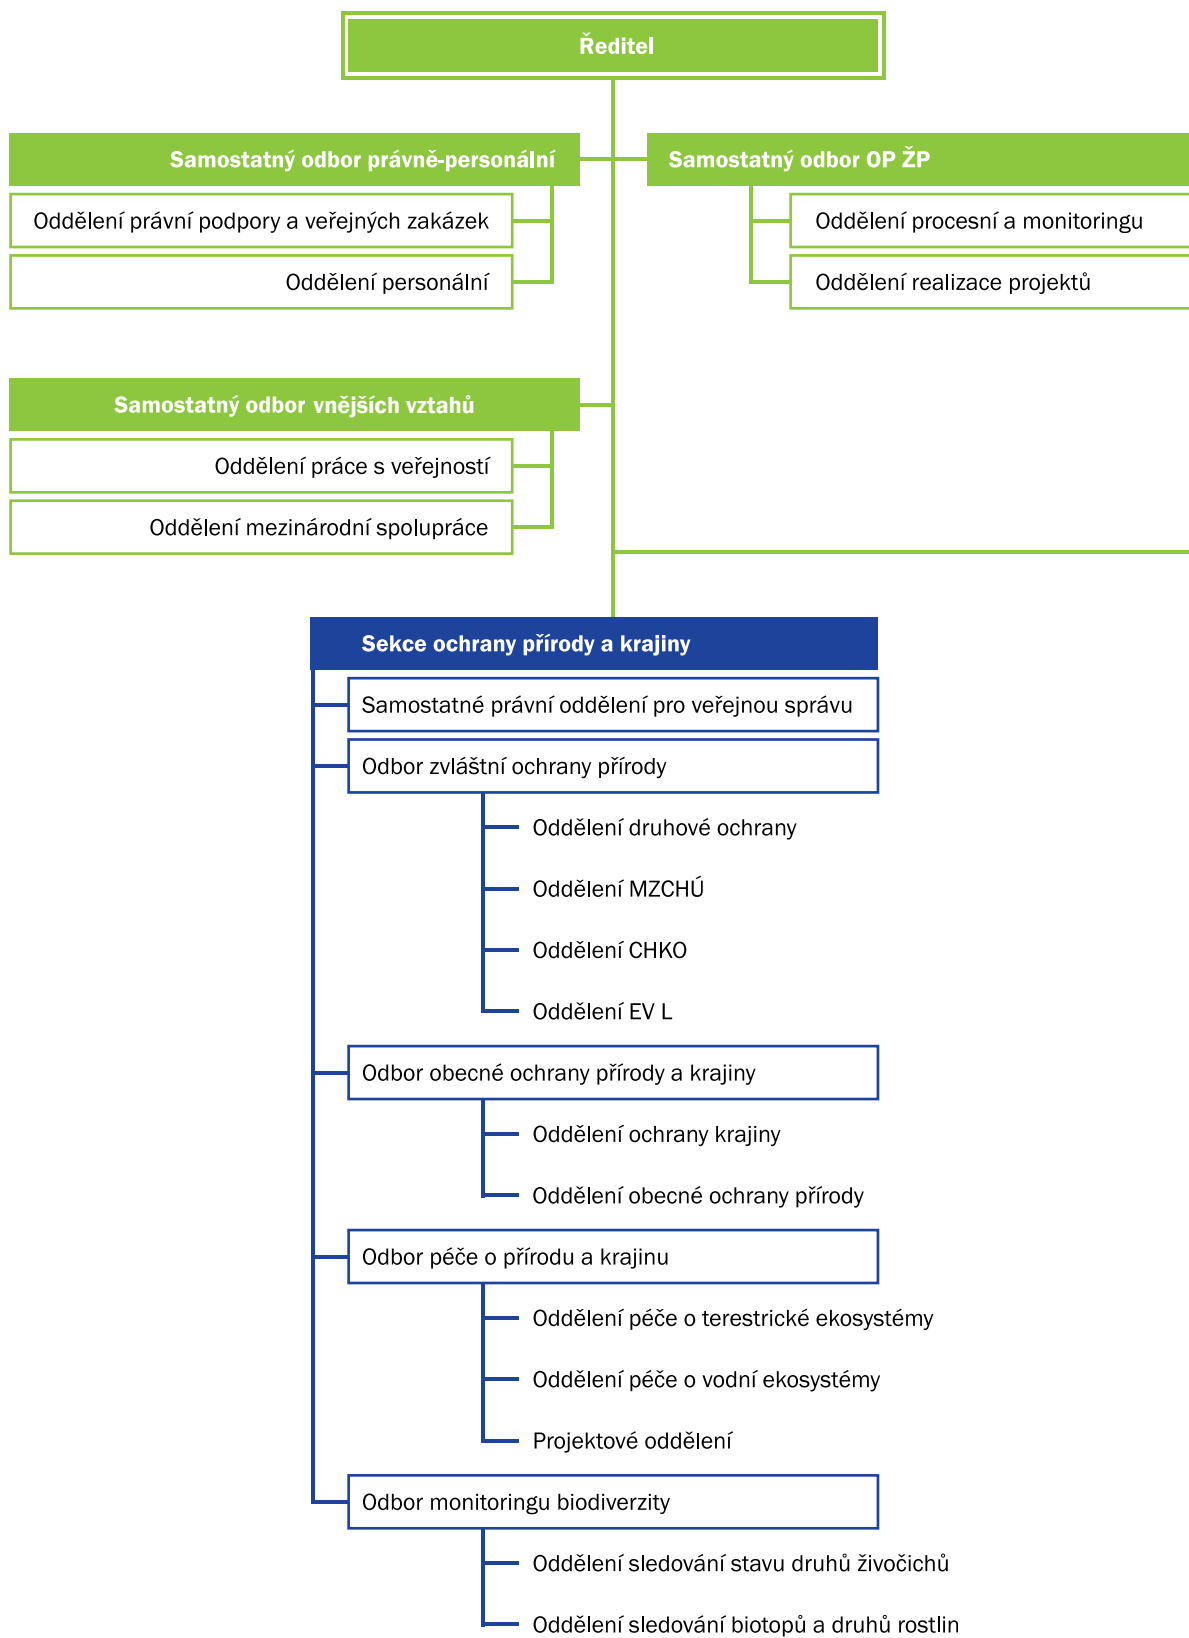 Ředitel
Samostatný odbor právně-personální
Oddělení právní podpory a veřejných zakázek
Oddělení personální
Samostatný odbor OP ŽP
Oddělení procesní a monitoringu
Oddělení realizace projektů
Samostatný odbor vnějších vztahů
Oddělení práce s veřejností
Oddělení mezinárodní spolupráce
Sekce ochrany přírody a krajiny
Samostatné právní oddělení pro veřejnou správu
Odbor zvláštní ochrany přírody
Oddělení druhové ochrany
Oddělení MZCHÚ
Oddělení CHKO
Oddělení EV L
Odbor obecné ochrany přírody a krajiny
Oddělení ochrany krajiny
Oddělení obecné ochrany přírody
Odbor péče o přírodu a krajinu
Oddělení péče o terestrické ekosystémy
Oddělení péče o vodní ekosystémy
Projektové oddělení
Odbor monitoringu biodiverzity
Oddělení sledování stavu druhů živočichů
Oddělení sledování biotopů a druhů rostlin